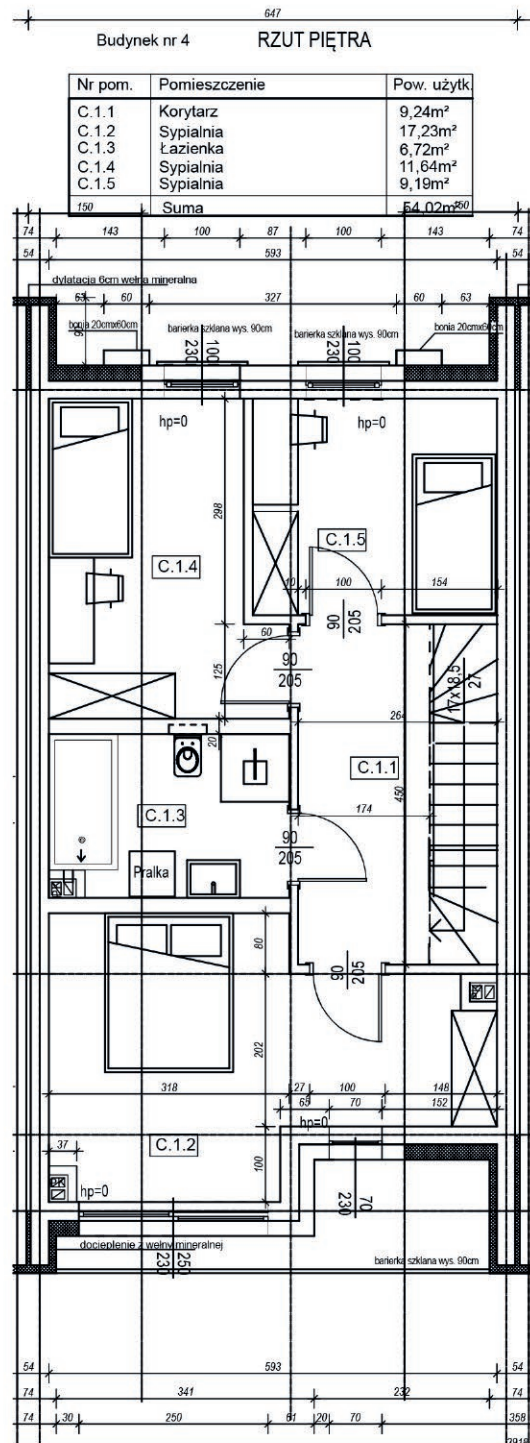 647
Budynek nr 4 RZUT PIĘTRA
Nr pom. Pomieszczenie Pow. użytk.
C.1.1 Korytarz 9,24m²
C.1.2 Sypialnia 17,23m²
C.1.3 Łazienka 6,72m²
C.1.4 Sypialnia 11,64m²
C.1.5 Sypialnia 9,19m²
150 Suma 54,02m² 150
74 143 100 87 100 143 74
54 593 54
dylatacja 6cm wełna mineralna
63 60 327 60 63
bonia 20cmx60cm barierka szklana wys. 90cm barierka szklana wys. 90cm bonia 20cmx60cm
100 230 100 230
hp=0 hp=0
298
C.1.4 C.1.5
10 100 154
90 205
60
125
90 205
17x18,5 27
264
20
C.1.1
174 450
C.1.3
90 205
Pralka
80
90 205
202
318 27 100 148
65 70 152
hp=0
37
C.1.2
100
hp=0
70 230
docieplenie z wełny mineralnej
250 230
barierka szklana wys. 90cm
54 593 54
74 341 232 74
74 30 250 51 20 70 358